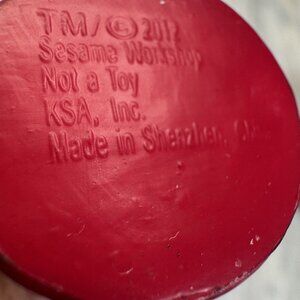 TM/© 2012
Sesame Workshop
Not a Toy
KSA, Inc.
Made in Shenzhen,